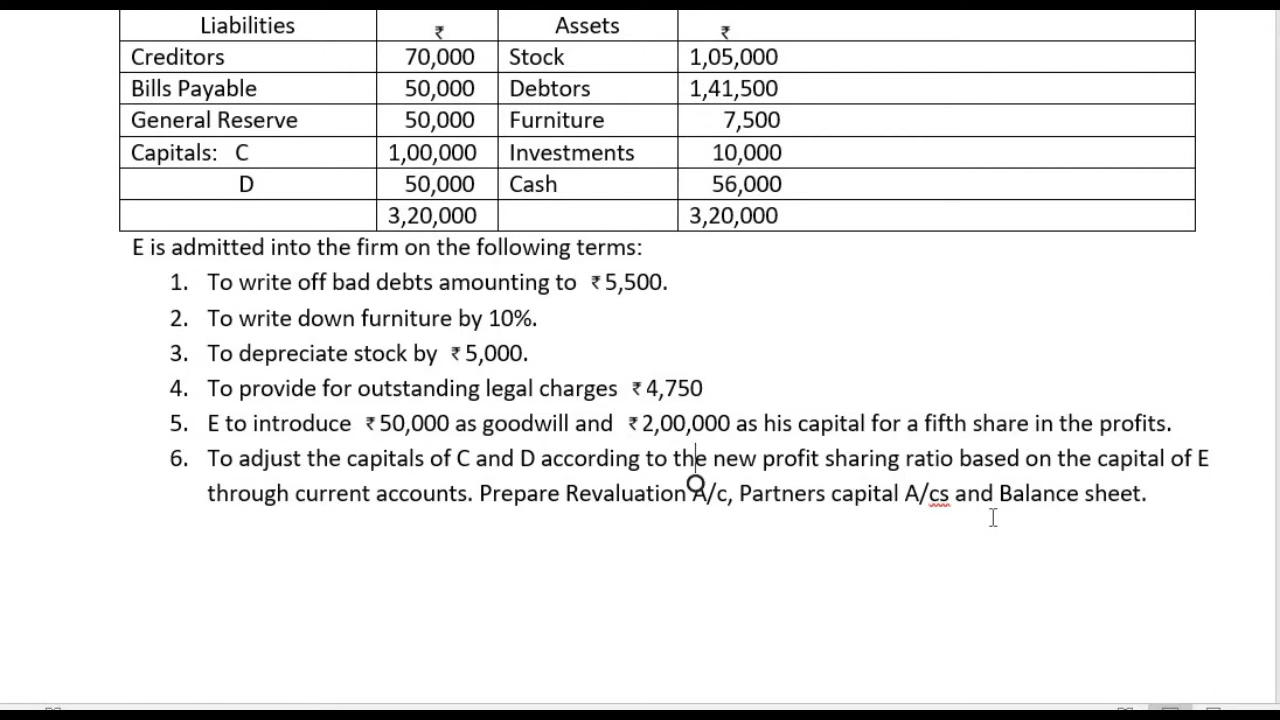 Liabilities ₹ Assets ₹
Creditors 70,000 Stock 1,05,000
Bills Payable 50,000 Debtors 1,41,500
General Reserve 50,000 Furniture 7,500
Capitals: C 1,00,000 Investments 10,000
D 50,000 Cash 56,000
3,20,000 3,20,000
E is admitted into the firm on the following terms:
1. To write off bad debts amounting to ₹5,500.
2. To write down furniture by 10%.
3. To depreciate stock by ₹5,000.
4. To provide for outstanding legal charges ₹4,750
5. E to introduce ₹50,000 as goodwill and ₹2,00,000 as his capital for a fifth share in the profits.
6. To adjust the capitals of C and D according to the new profit sharing ratio based on the capital of E
through current accounts. Prepare Revaluation A/c, Partners capital A/cs and Balance sheet.